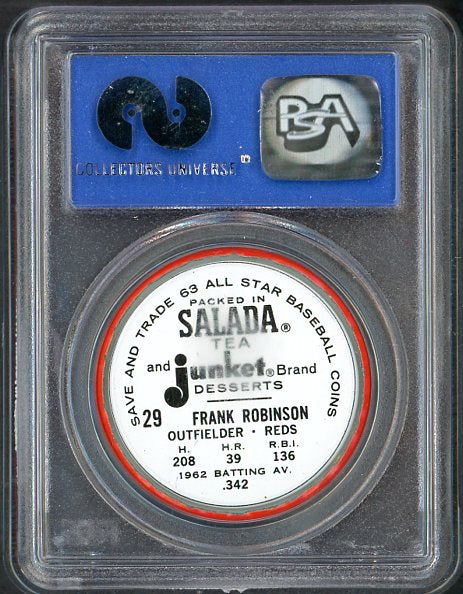 COLLECTORS UNIVERSE
PSA
SAVE AND TRADE 63 ALL STAR BASEBALL COINS
PACKED IN
SALADA®
TEA
and Junket® Brand
DESSERTS
29 FRANK ROBINSON
OUTFIELDER · REDS
H. H.R. R.B.I.
208 39 136
1962 BATTING AV.
.342